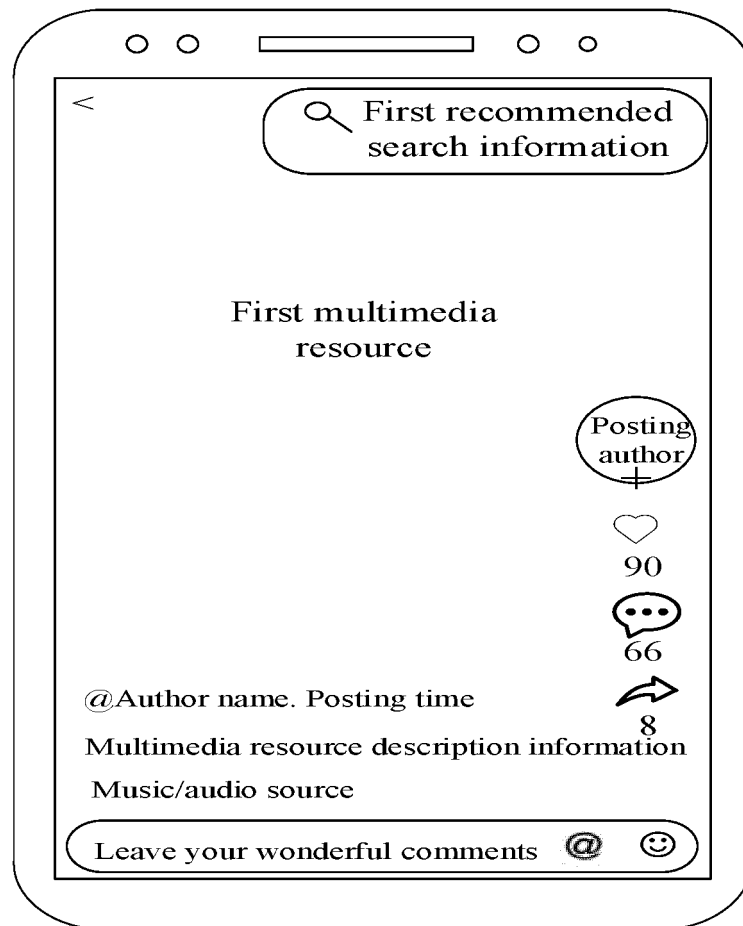 <
First recommended
search information
First multimedia
resource
Posting
author
90
66
@Author name. Posting time
8
Multimedia resource description information
Music/audio source
Leave your wonderful comments @